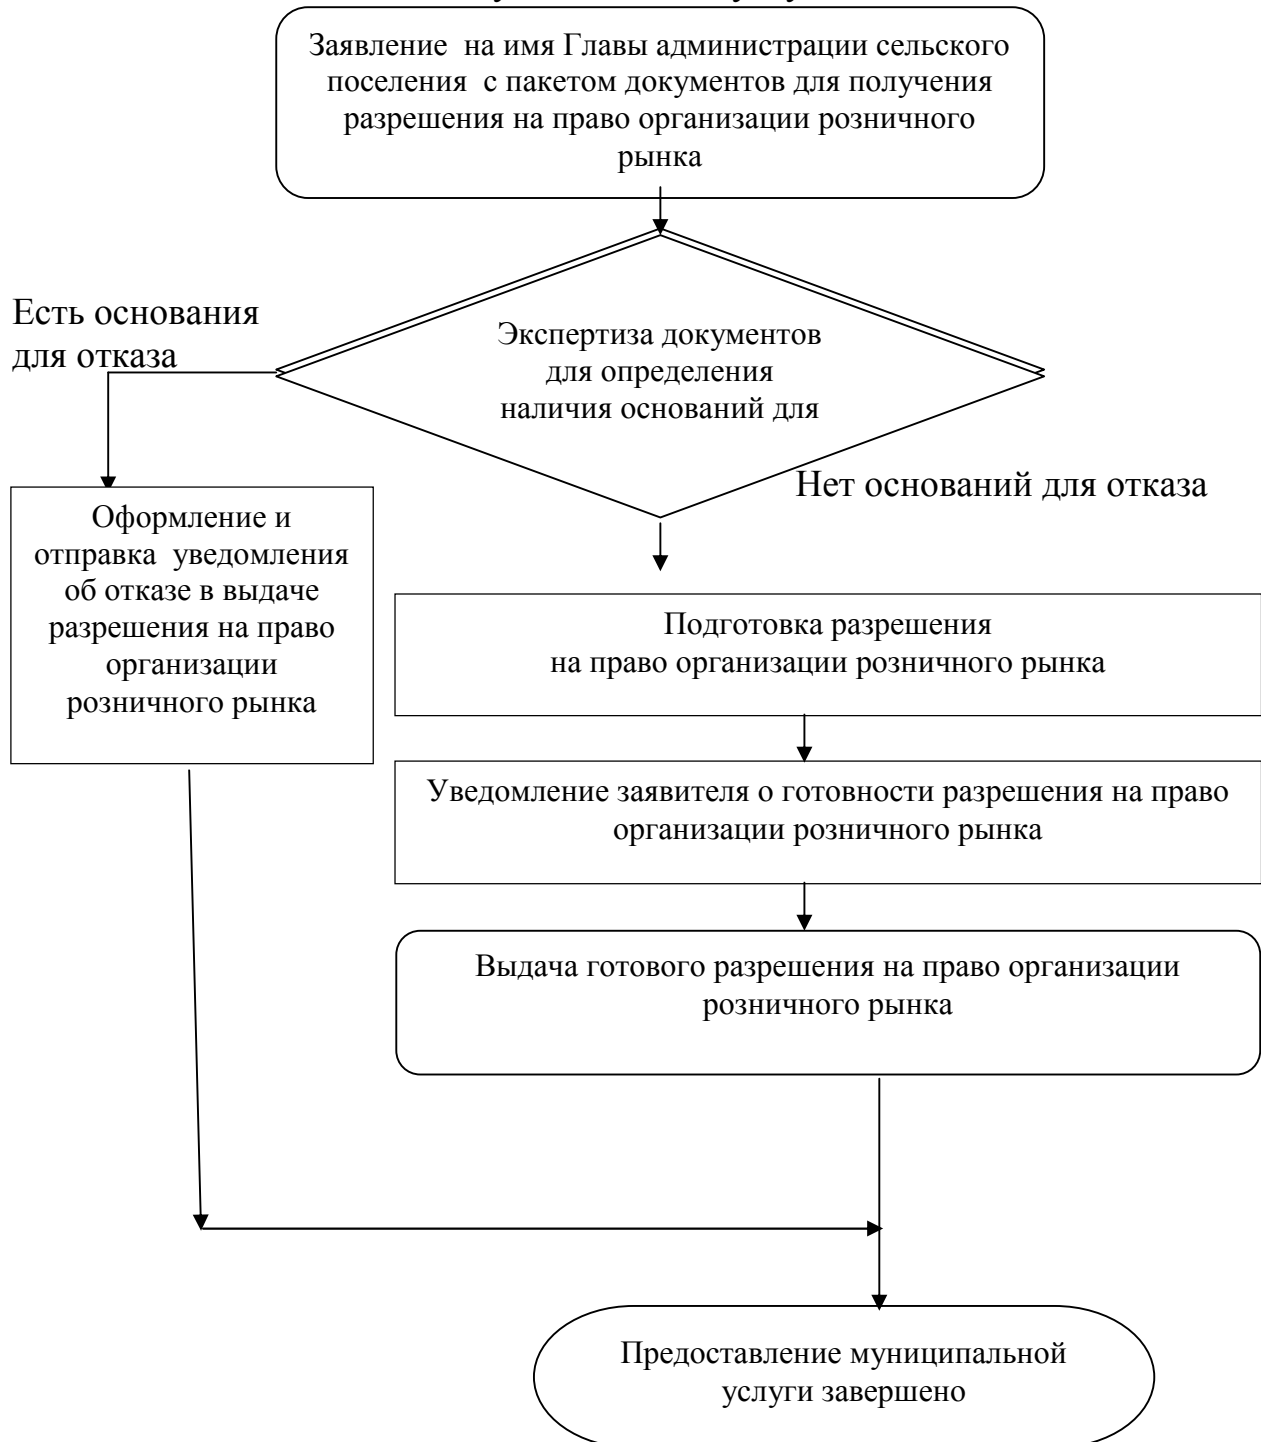 Заявление на имя Главы администрации сельского
поселения с пакетом документов для получения
разрешения на право организации розничного
рынка
Есть основания
для отказа
Экспертиза документов
для определения
наличия оснований для
Нет оснований для отказа
Оформление и
отправка уведомления
об отказе в выдаче
разрешения на право
организации
розничного рынка
Подготовка разрешения
на право организации розничного рынка
Уведомление заявителя о готовности разрешения на право
организации розничного рынка
Выдача готового разрешения на право организации
розничного рынка
Предоставление муниципальной
услуги завершено